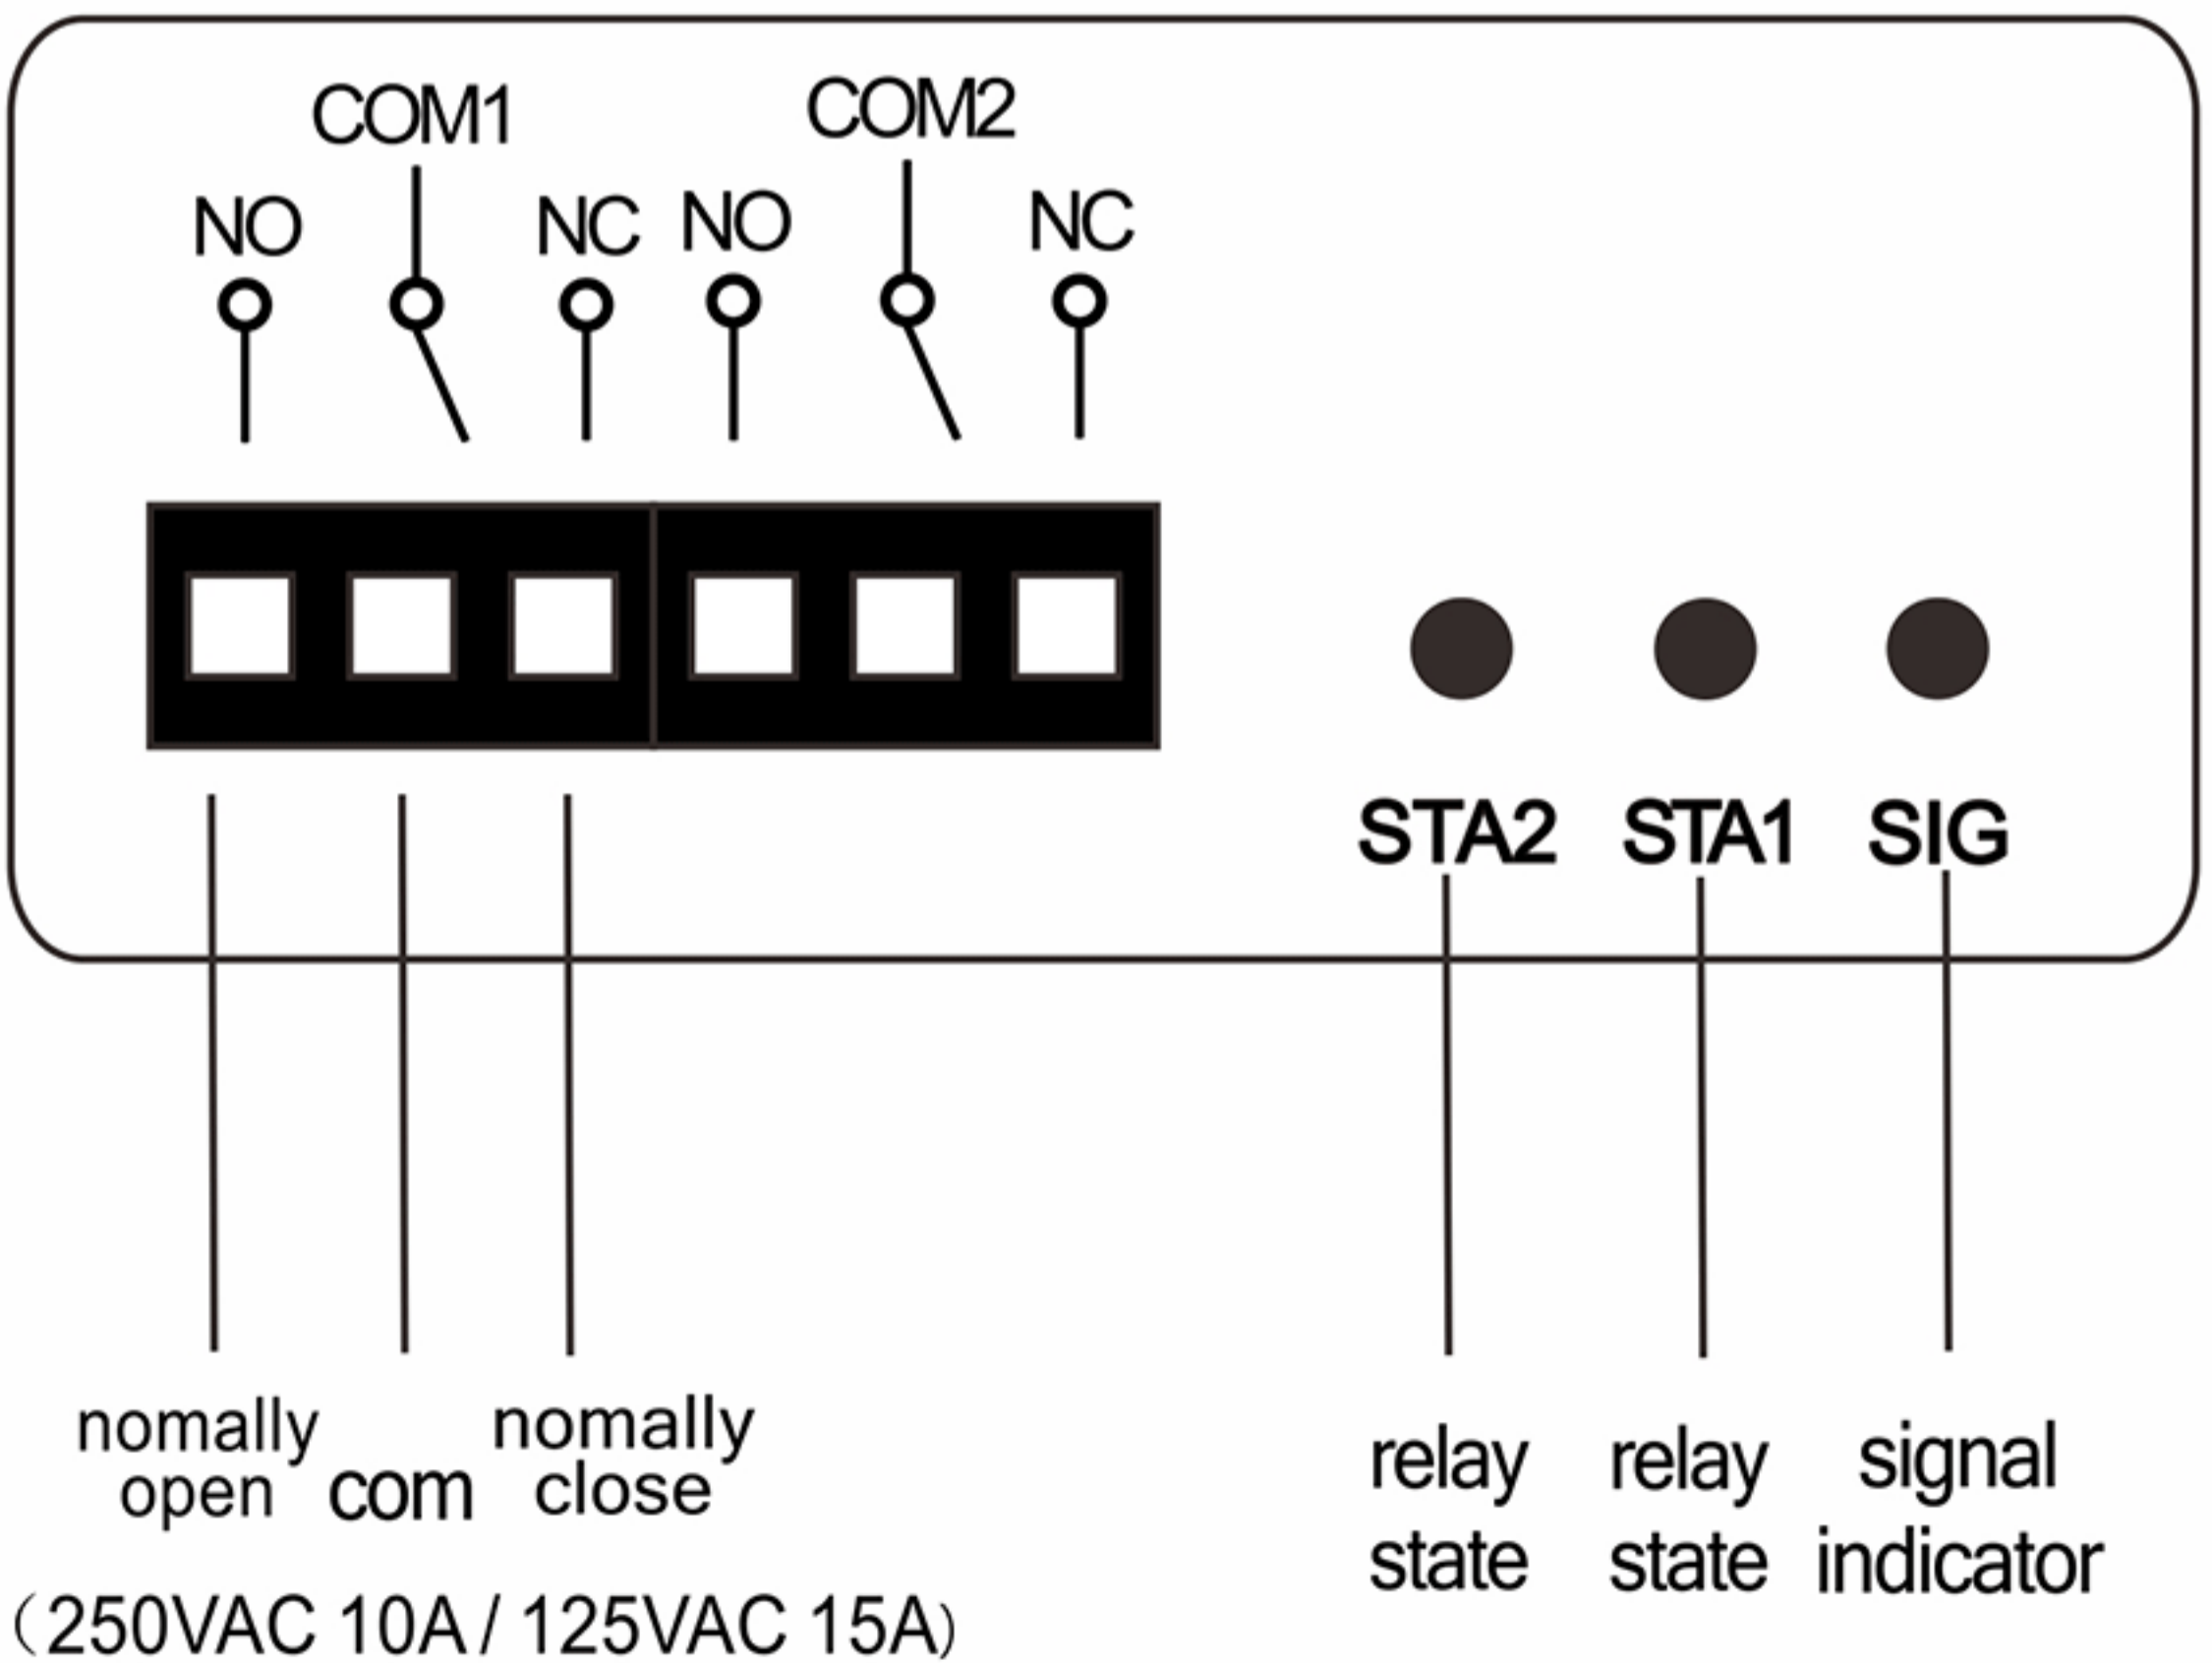 COM1 COM2
NO NC NO NC
STA2 STA1 SIG
nomally open
com
nomally close
relay state
relay state
signal indicator
(250VAC 10A / 125VAC 15A)